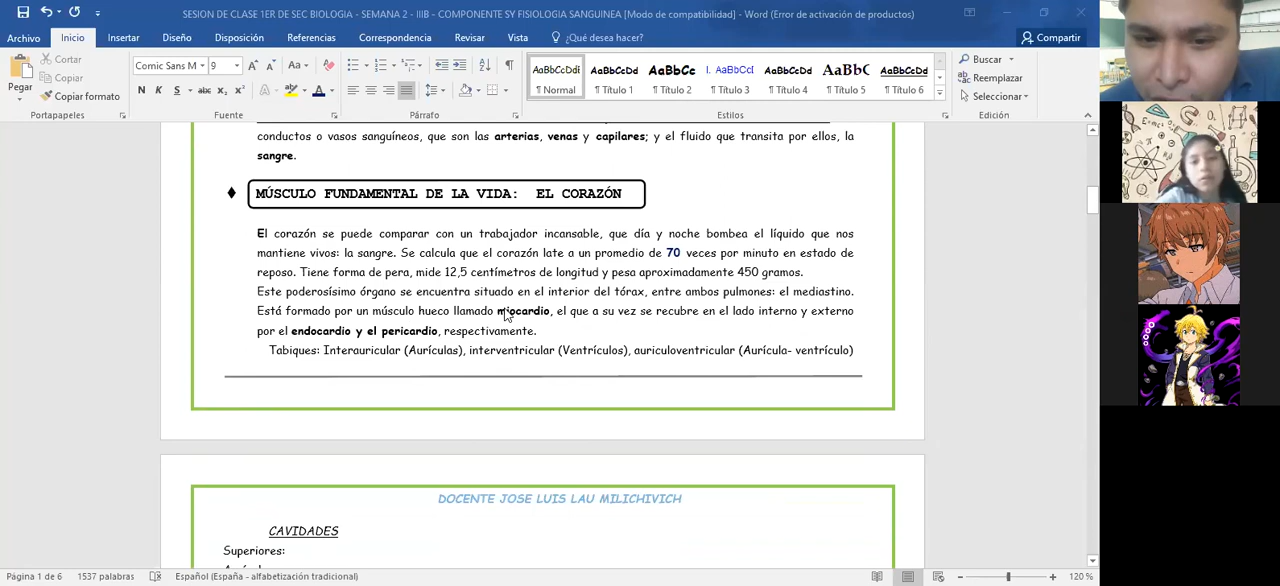 SESION DE CLASE 1ER DE SEC BIOLOGIA - SEMANA 2 - IIIB - COMPONENTE SY FISIOLOGIA SANGUINEA [Modo de compatibilidad] - Word (Error de activación de productos)
Archivo Inicio Insertar Diseño Disposición Referencias Correspondencia Revisar Vista ¿Qué desea hacer? Compartir
Pegar
Cortar
Copiar
Copiar formato
Portapapeles
Comic Sans M 9
N K S abc x₂ x²
Fuente
Párrafo
AaBbCcDdE AaBbCcDd AaBbCc I. AaBbC( AaBbCcDd AaBbC AaBbCcDd
¶ Normal ¶ Título 1 ¶ Título 2 ¶ Título 3 ¶ Título 4 ¶ Título 5 ¶ Título 6
Estilos
Buscar
Reemplazar
Seleccionar
Edición
conductos o vasos sanguíneos, que son las arterias, venas y capilares; y el fluido que transita por ellos, la
sangre.
MÚSCULO FUNDAMENTAL DE LA VIDA: EL CORAZÓN
El corazón se puede comparar con un trabajador incansable, que día y noche bombea el líquido que nos
mantiene vivos: la sangre. Se calcula que el corazón late a un promedio de 70 veces por minuto en estado de
reposo. Tiene forma de pera, mide 12,5 centímetros de longitud y pesa aproximadamente 450 gramos.
Este poderosísimo órgano se encuentra situado en el interior del tórax, entre ambos pulmones: el mediastino.
Está formado por un músculo hueco llamado miocardio, el que a su vez se recubre en el lado interno y externo
por el endocardio y el pericardio, respectivamente.
Tabiques: Interauricular (Aurículas), interventricular (Ventrículos), auriculoventricular (Aurícula- ventrículo)
DOCENTE JOSE LUIS LAU MILICHIVICH
CAVIDADES
Superiores:
Página 1 de 6 1537 palabras Español (España - alfabetización tradicional) 120 %